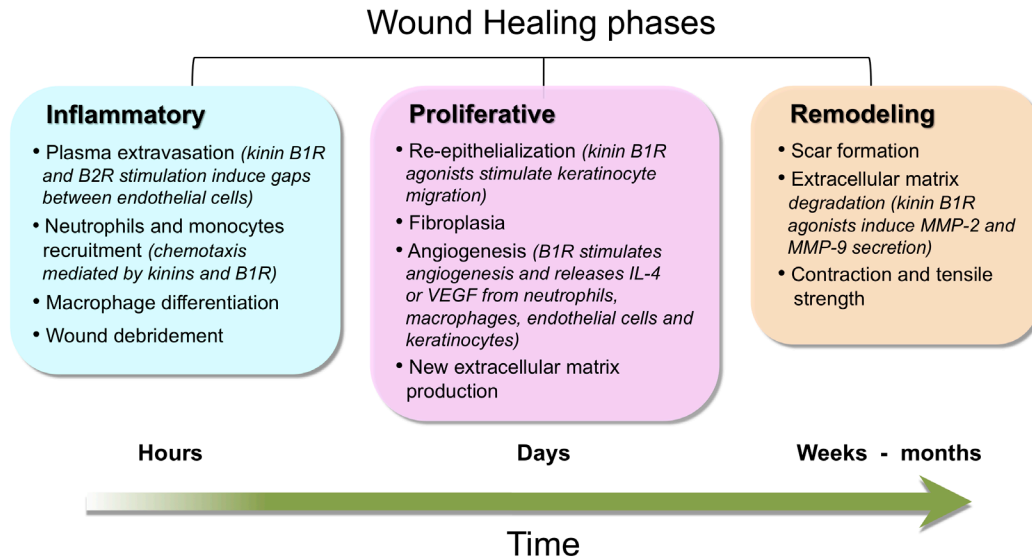 Wound Healing phases
Inflammatory
• Plasma extravasation (kinin B1R
and B2R stimulation induce gaps
between endothelial cells)
• Neutrophils and monocytes
recruitment (chemotaxis
mediated by kinins and B1R)
• Macrophage differentiation
• Wound debridement
Proliferative
• Re-epithelialization (kinin B1R
agonists stimulate keratinocyte
migration)
• Fibroplasia
• Angiogenesis (B1R stimulates
angiogenesis and releases IL-4
or VEGF from neutrophils,
macrophages, endothelial cells and
keratinocytes)
• New extracellular matrix
production
Remodeling
• Scar formation
• Extracellular matrix
degradation (kinin B1R
agonists induce MMP-2 and
MMP-9 secretion)
• Contraction and tensile
strength
Hours
Days
Weeks - months
Time